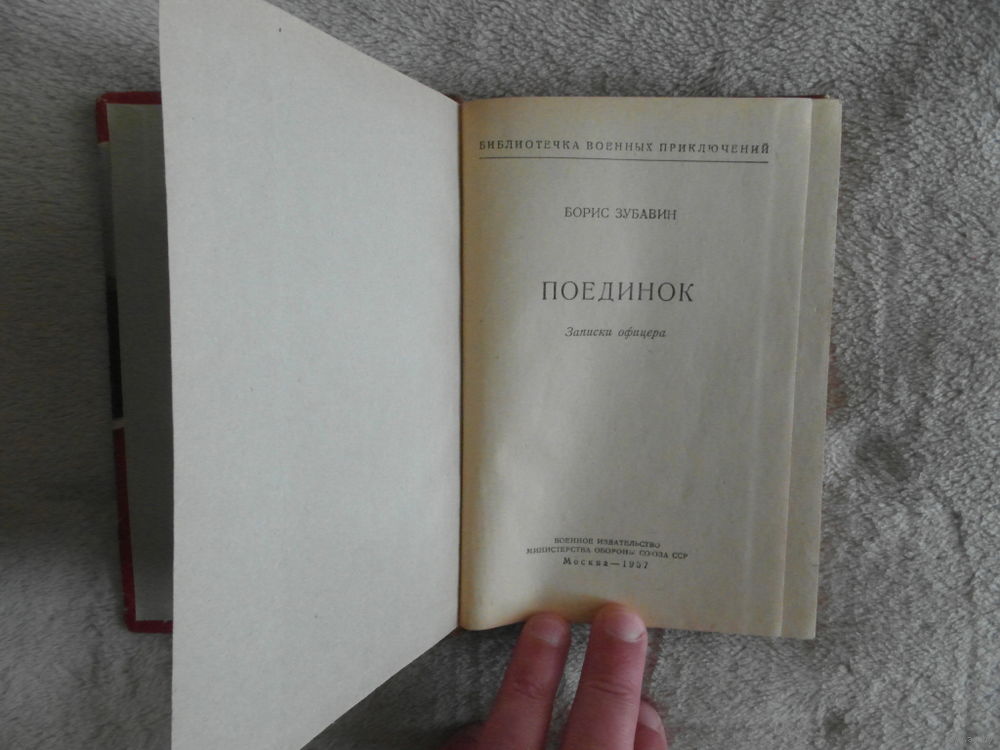 БИБЛИОТЕЧКА ВОЕННЫХ ПРИКЛЮЧЕНИЙ
БОРИС ЗУБАВИН
ПОЕДИНОК
Записки офицера
ВОЕННОЕ ИЗДАТЕЛЬСТВО
МИНИСТЕРСТВА ОБОРОНЫ СОЮЗА ССР
Москва—1957